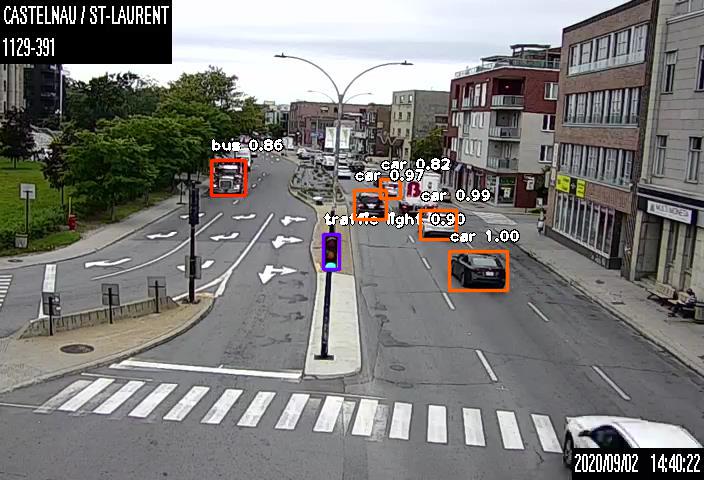 CASTELNAU / ST-LAURENT
1129-391
bus 0.86
car 0.82
car 0.97
car 0.99
traffic light 0.90
car 1.00
B
2020/09/02 14:40:22